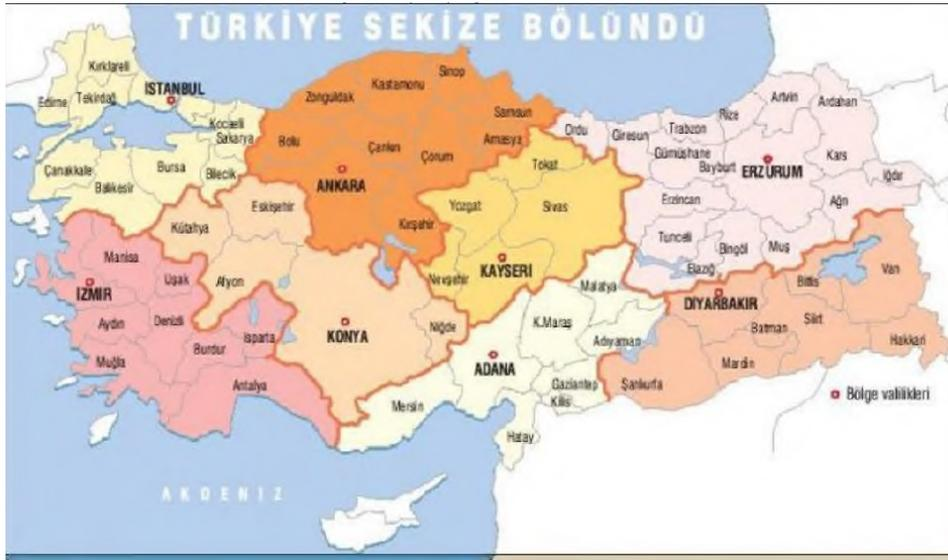 TÜRKİYE SEKİZE BÖLÜNDÜ
Kırklareli
Edirne
Tekirdağ
İSTANBUL
Kocaeli
Sakarya
Çanakkale
Balıkesir
Bursa
Bilecik
Zonguldak
Kastamonu
Sinop
Samsun
Bolu
Çankırı
Çorum
Amasya
ANKARA
Kırşehir
Ordu
Giresun
Trabzon
Rize
Artvin
Ardahan
Gümüşhane
Bayburt
ERZURUM
Kars
Iğdır
Erzincan
Ağrı
Tunceli
Bingöl
Muş
Elazığ
Tokat
Yozgat
Sivas
KAYSERİ
Nevşehir
Eskişehir
Kütahya
Afyon
KONYA
Niğde
Manisa
İZMİR
Uşak
Aydın
Denizli
Muğla
Burdur
Isparta
Antalya
Malatya
K.Maraş
Adıyaman
ADANA
Gaziantep
Kilis
Mersin
Hatay
DİYARBAKIR
Bitlis
Van
Batman
Siirt
Hakkari
Mardin
Şanlıurfa
Bölge valilikleri
AKDENİZ